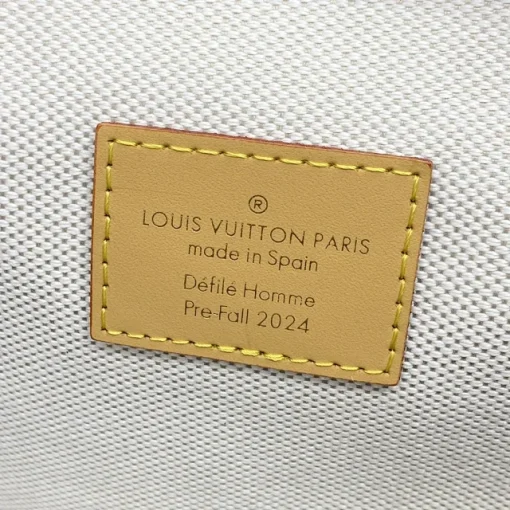 ®
LOUIS VUITTON PARIS
made in Spain
Défilé Homme
Pre-Fall 2024